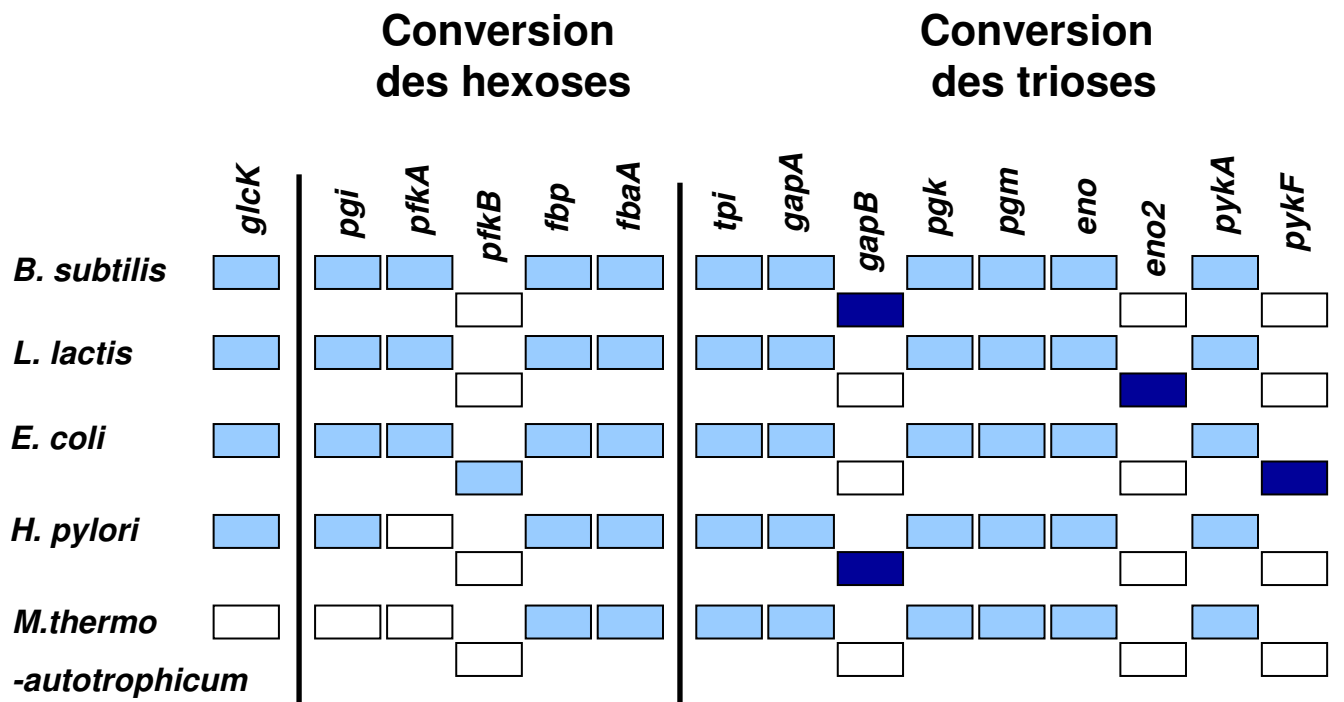 Conversion
des hexoses
Conversion
des trioses
glcK
pgi
pfkA
pfkB
fbp
fbaA
tpi
gapA
gapB
pgk
pgm
eno
eno2
pykA
pykF
B. subtilis
L. lactis
E. coli
H. pylori
M.thermo
-autotrophicum